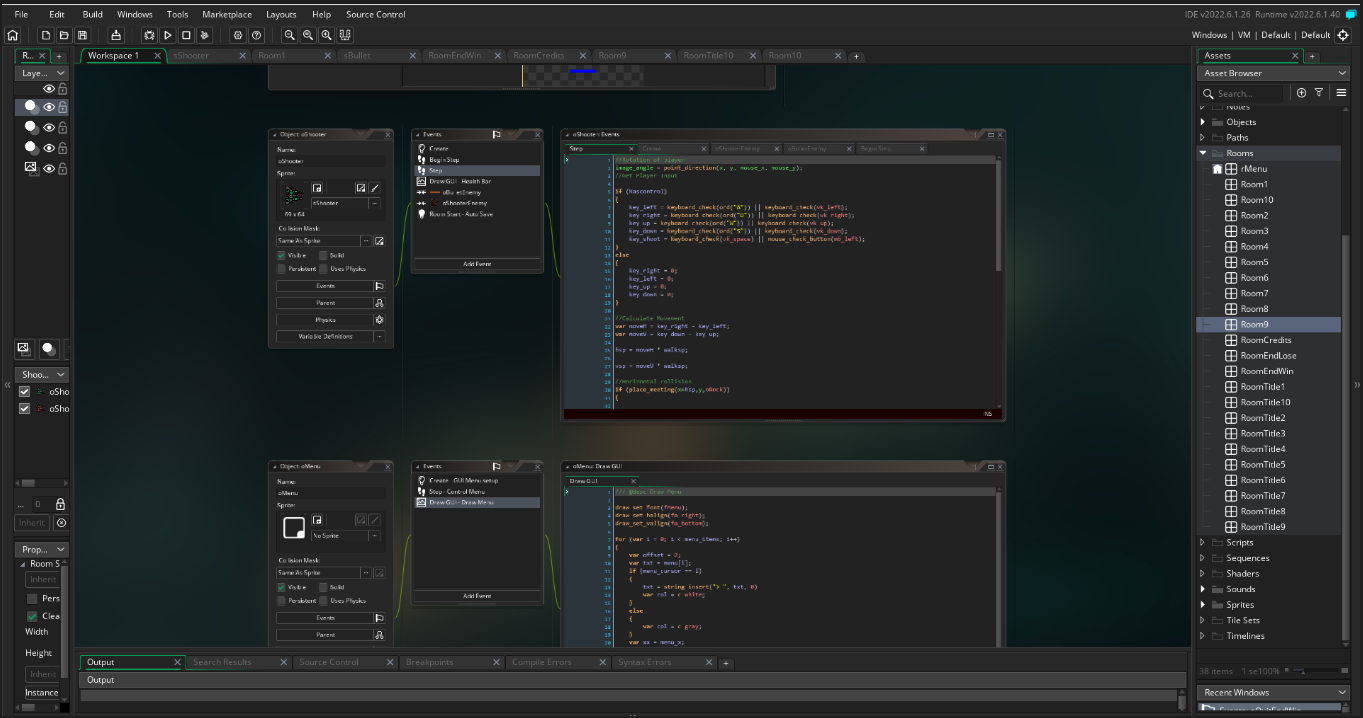 File Edit Build Windows Tools Marketplace Layouts Help Source Control
IDE v2022.6.1.26 Runtime v2022.6.1.40
Windows | VM | Default | Default
R...
Workspace 1 sShooter Room1 sBullet RoomEndWin RoomCredits Room9 RoomTitle10 Room10
Laye...
Shoo...
oSho
oSho
... 0
Inherit
Prop...
Room S
Inherit
Pers
Clea
Width
Height
Inherit
Instance
Object: oShooter
Name:
oShooter
Sprite:
sShooter
69 x 64
Collision Mask:
Same As Sprite
Visible Solid
Persistent Uses Physics
Events
Parent
Physics
Variable Definitions
Events
Create
Begin Step
Step
Draw GUI - Health Bar
oShooterEnemy
Room Start - Auto Save
Add Event
oShooter: Events
Step Create oShooterEnemy Begin Step
//Rotation of player
image_angle = point_direction(x, y, mouse_x, mouse_y);
//Get Player Input
if (hascontrol)
{
key_left = keyboard_check(ord("A")) || keyboard_check(vk_left);
key_right = keyboard_check(ord("D")) || keyboard_check(vk_right);
key_up = keyboard_check(ord("W")) || keyboard_check(vk_up);
key_down = keyboard_check(ord("S")) || keyboard_check(vk_down);
key_shoot = keyboard_check(vk_space) || mouse_check_button(mb_left);
}
else
{
key_right = 0;
key_left = 0;
key_up = 0;
key_down = 0;
}
//Calculate Movement
var moveH = key_right - key_left;
var moveV = key_down - key_up;
hsp = moveH * walksp;
vsp = moveV * walksp;
//Horizontal collision
if (place_meeting(x+hsp,y,oRock))
{
INS
Object: oMenu
Name:
oMenu
Sprite:
No Sprite
Collision Mask:
Same As Sprite
Visible Solid
Persistent Uses Physics
Events
Parent
Events
Create GUI Menu setup
Step - Control Menu
Draw GUI - Draw Menu
Add Event
oMenu: Draw GUI
Draw GUI
/// @desc Draw Menu
draw_set_font(fmenu);
draw_set_halign(fa_right);
draw_set_valign(fa_bottom);
for (var i = 0; i < menu_items; i++)
{
var offset = 2;
var txt = menu[i];
if (menu_cursor == i)
{
txt = string_insert("> ", txt, 0)
var col = c_white;
}
else
{
var col = c_gray;
}
var xx = menu_x;
Output Search Results Source Control Breakpoints Compile Errors Syntax Errors
Output
Assets
Asset Browser
Search...
Notes
Objects
Paths
Rooms
rMenu
Room1
Room10
Room2
Room3
Room4
Room5
Room6
Room7
Room8
Room9
RoomCredits
RoomEndLose
RoomEndWin
RoomTitle1
RoomTitle10
RoomTitle2
RoomTitle3
RoomTitle4
RoomTitle5
RoomTitle6
RoomTitle7
RoomTitle8
RoomTitle9
Scripts
Sequences
Shaders
Sounds
Sprites
Tile Sets
Timelines
38 items 1 se100%
Recent Windows